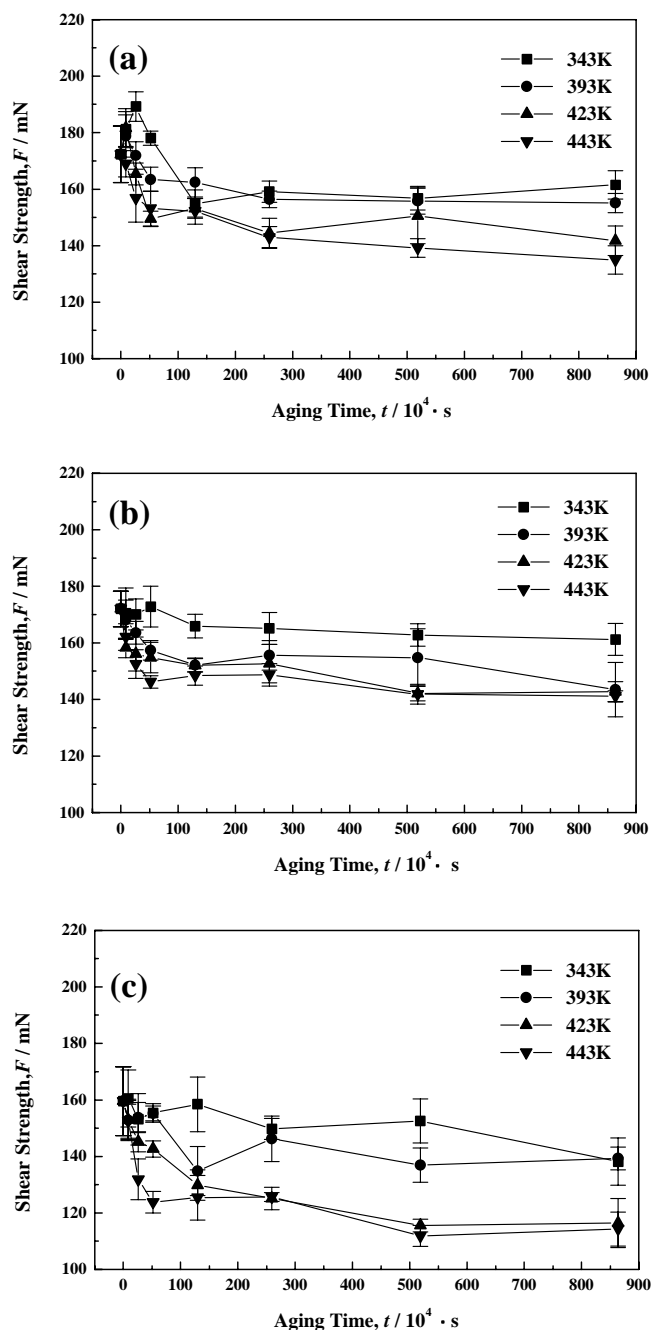 (a)
343K
393K
423K
443K
220
200
180
160
140
120
100
Shear Strength,F / mN
0 100 200 300 400 500 600 700 800 900
Aging Time, t / 10⁴ · s
(b)
343K
393K
423K
443K
220
200
180
160
140
120
100
Shear Strength,F / mN
0 100 200 300 400 500 600 700 800 900
Aging Time, t / 10⁴ · s
(c)
343K
393K
423K
443K
220
200
180
160
140
120
100
Shear Strength,F / mN
0 100 200 300 400 500 600 700 800 900
Aging Time, t / 10⁴ · s